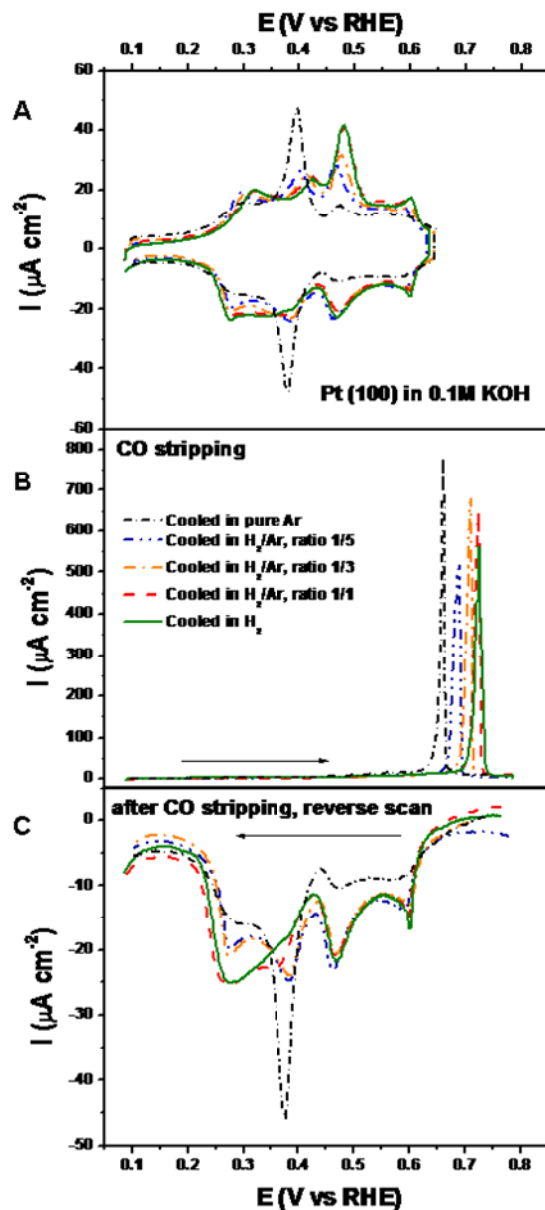 E (V vs RHE)
0.1 0.2 0.3 0.4 0.5 0.6 0.7 0.8
A
60
40
20
0
-20
-40
-60
I (μA cm-2)
Pt (100) in 0.1M KOH
B
CO stripping
800
700
600
500
400
300
200
100
0
I (μA cm-2)
Cooled in pure Ar
Cooled in H2/Ar, ratio 1/5
Cooled in H2/Ar, ratio 1/3
Cooled in H2/Ar, ratio 1/1
Cooled in H2
C
after CO stripping, reverse scan
0
-10
-20
-30
-40
-50
I (μA cm-2)
0.1 0.2 0.3 0.4 0.5 0.6 0.7 0.8
E (V vs RHE)